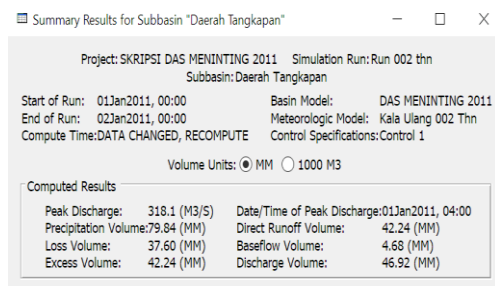 Summary Results for Subbasin "Daerah Tangkapan"
Project: SKRIPSI DAS MENINTING 2011 Simulation Run: Run 002 thn
Subbasin: Daerah Tangkapan
Start of Run: 01Jan2011, 00:00 Basin Model: DAS MENINTING 2011
End of Run: 02Jan2011, 00:00 Meteorologic Model: Kala Ulang 002 Thn
Compute Time:DATA CHANGED, RECOMPUTE Control Specifications:Control 1
Volume Units: MM 1000 M3
Computed Results
Peak Discharge: 318.1 (M3/S) Date/Time of Peak Discharge:01Jan2011, 04:00
Precipitation Volume:79.84 (MM) Direct Runoff Volume: 42.24 (MM)
Loss Volume: 37.60 (MM) Baseflow Volume: 4.68 (MM)
Excess Volume: 42.24 (MM) Discharge Volume: 46.92 (MM)